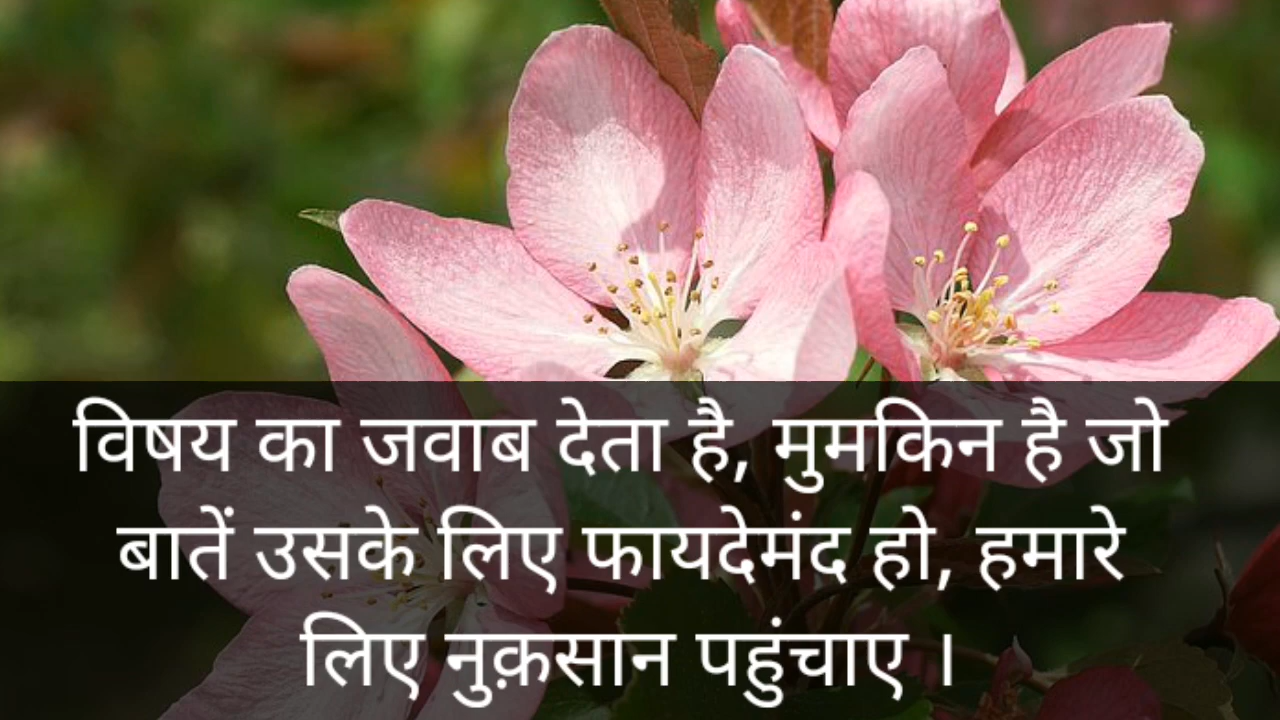 विषय का जवाब देता है, मुमकिन है जो
बातें उसके लिए फायदेमंद हो, हमारे
लिए नुक़सान पहुंचाए ।